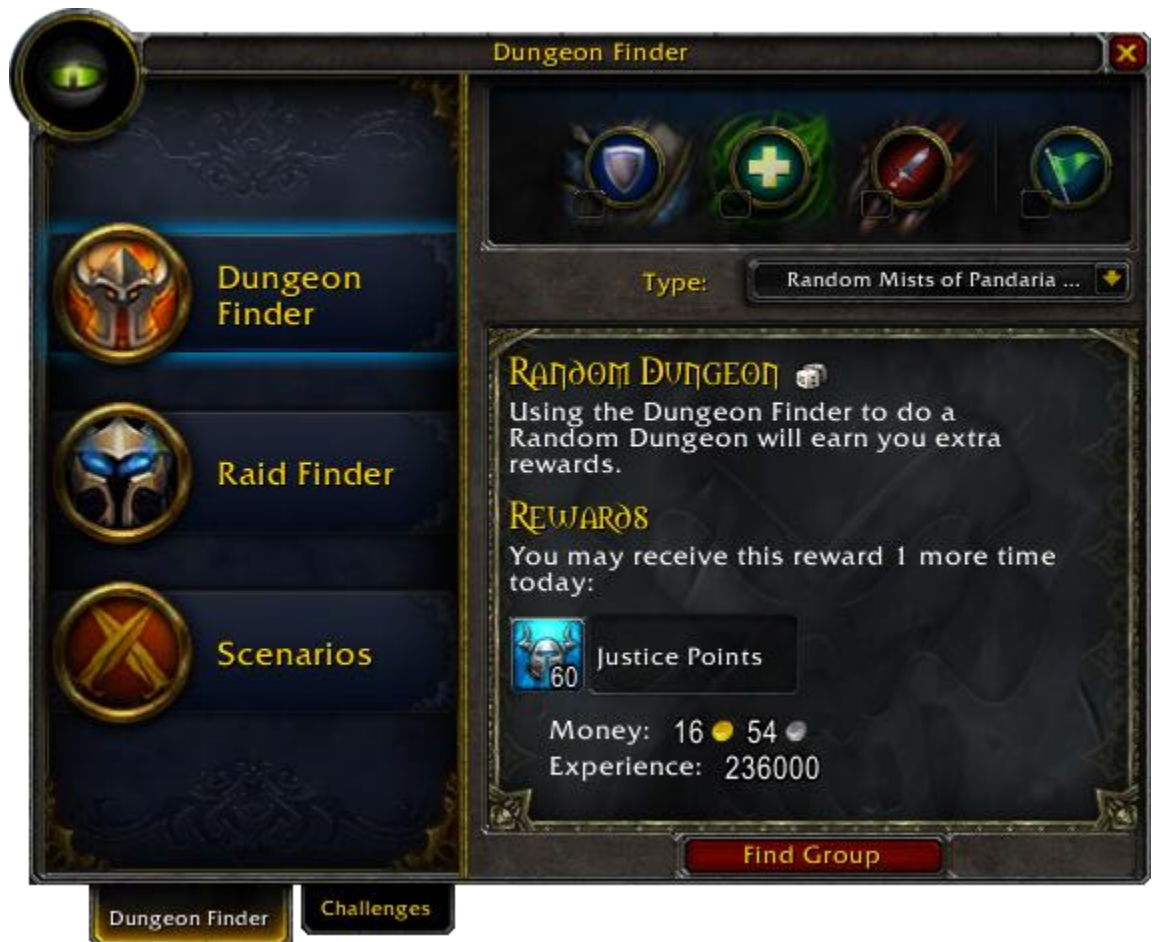 Dungeon Finder
Dungeon
Finder
Raid Finder
Scenarios
Type: Random Mists of Pandaria ...
Random Dungeon
Using the Dungeon Finder to do a
Random Dungeon will earn you extra
rewards.
Rewards
You may receive this reward 1 more time
today:
60 Justice Points
Money: 16 54
Experience: 236000
Find Group
Dungeon Finder
Challenges